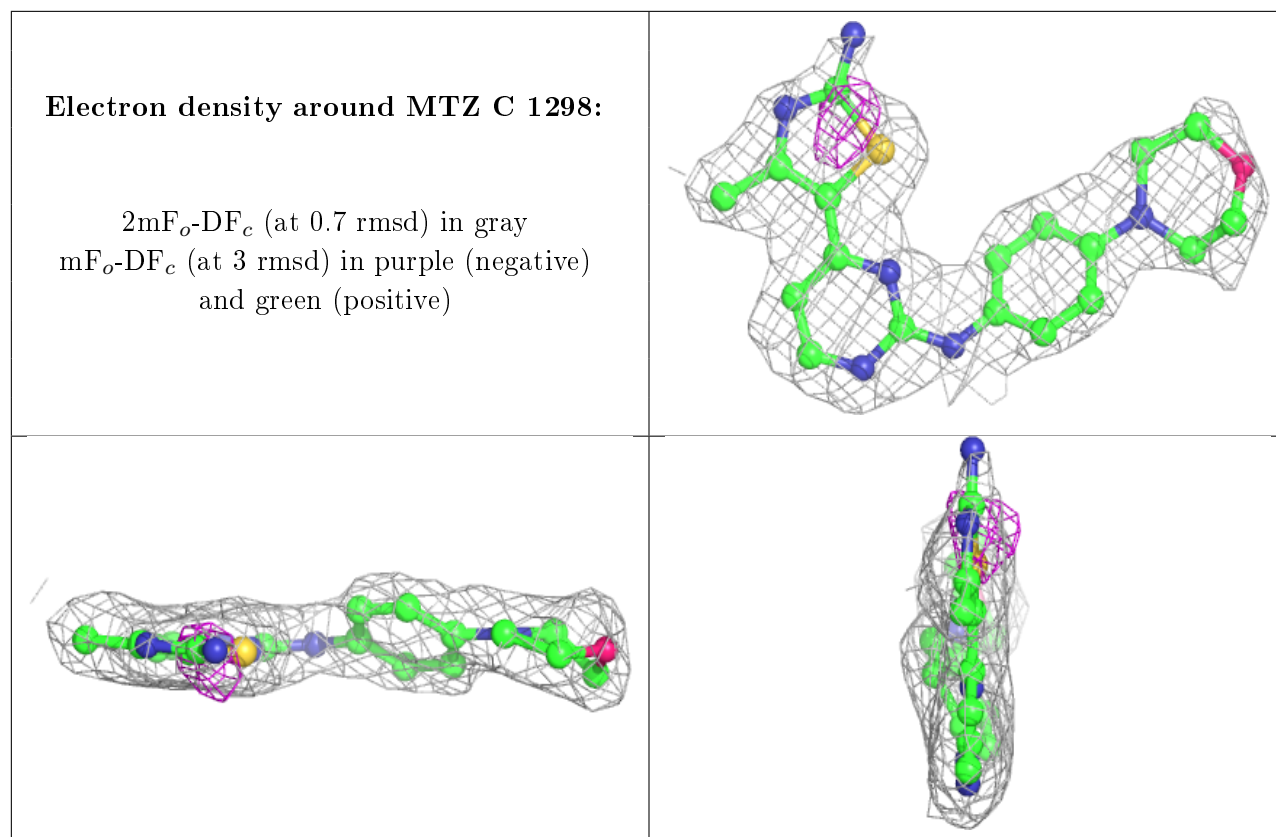 Electron density around MTZ C 1298:
2mFₒ-DF𝒸 (at 0.7 rmsd) in gray
mFₒ-DF𝒸 (at 3 rmsd) in purple (negative)
and green (positive)